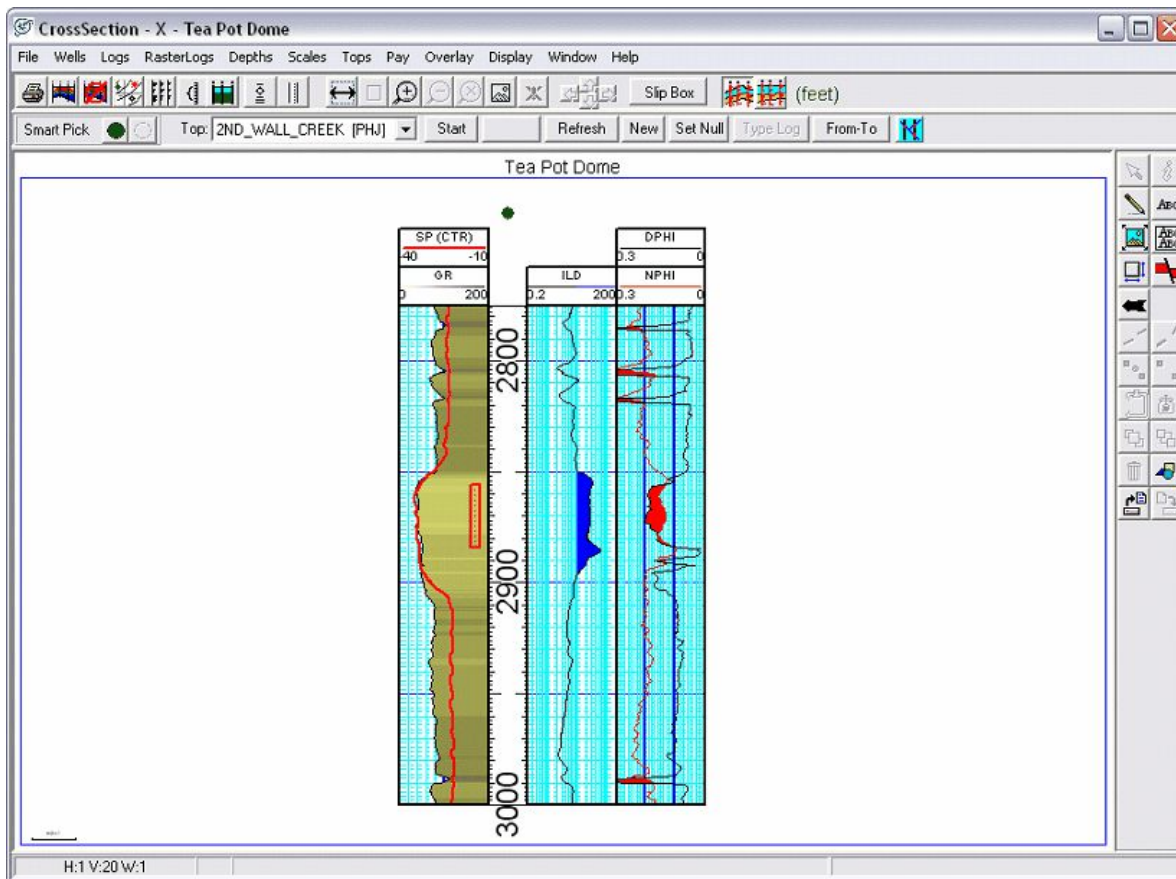 CrossSection - X - Tea Pot Dome
File Wells Logs RasterLogs Depths Scales Tops Pay Overlay Display Window Help
Slip Box (feet)
Smart Pick Top: 2ND_WALL_CREEK [PHJ] Start Refresh New Set Null Type Log From-To
Tea Pot Dome
SP (CTR) DPHI
-40 -10 0.3 0
GR ILD NPHI
0 200 0.2 200 0.3 0
2800
2900
3000
H:1 V:20 W:1